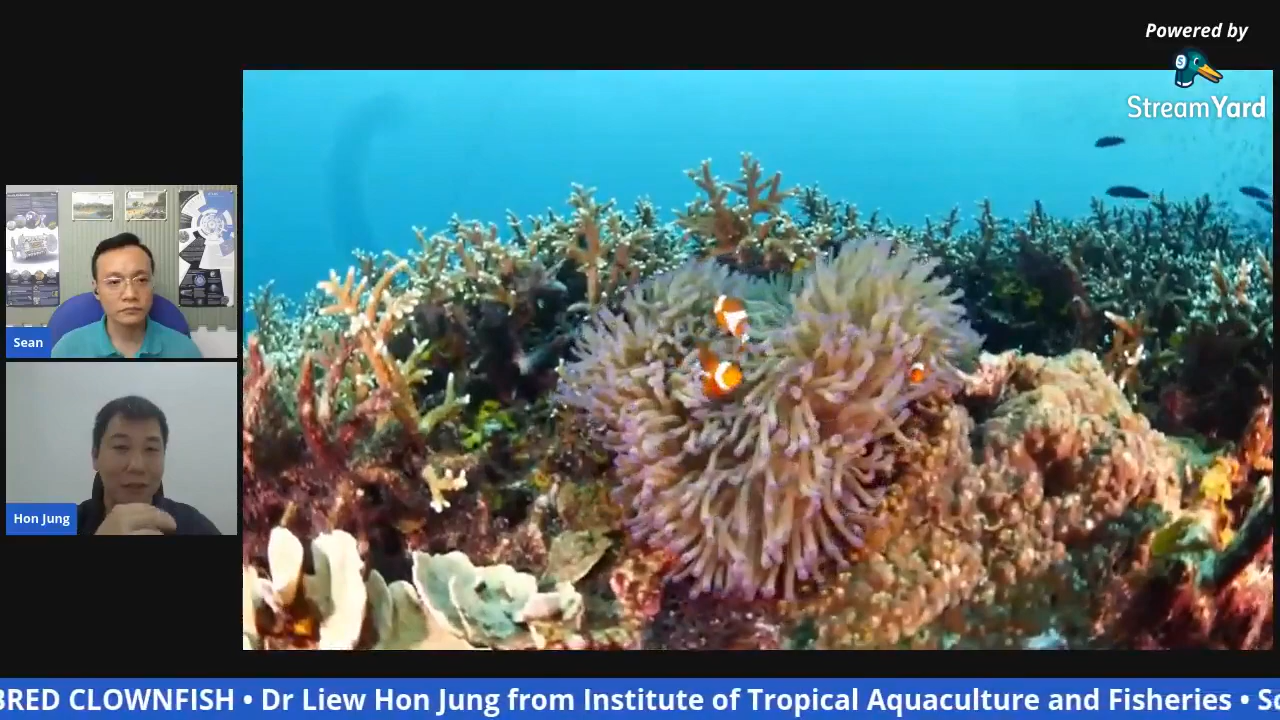 Powered by
StreamYard
Sean
Hon Jung
BRED CLOWNFISH • Dr Liew Hon Jung from Institute of Tropical Aquaculture and Fisheries •